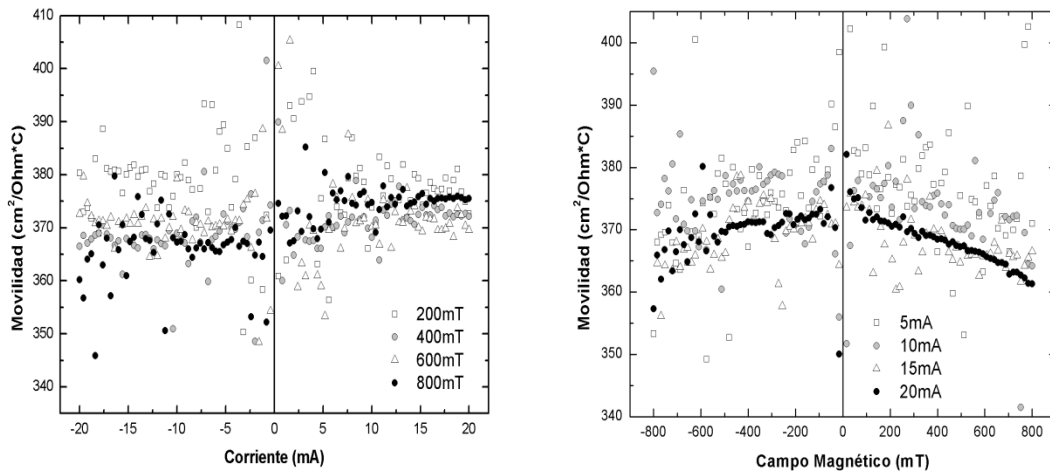 410
400
390
380
370
360
350
340
Movilidad (cm²/Ohm*C)
-20 -15 -10 -5 0 5 10 15 20
Corriente (mA)
200mT
400mT
600mT
800mT
400
390
380
370
360
350
340
Movilidad (cm²/Ohm*C)
-800 -600 -400 -200 0 200 400 600 800
Campo Magnético (mT)
5mA
10mA
15mA
20mA